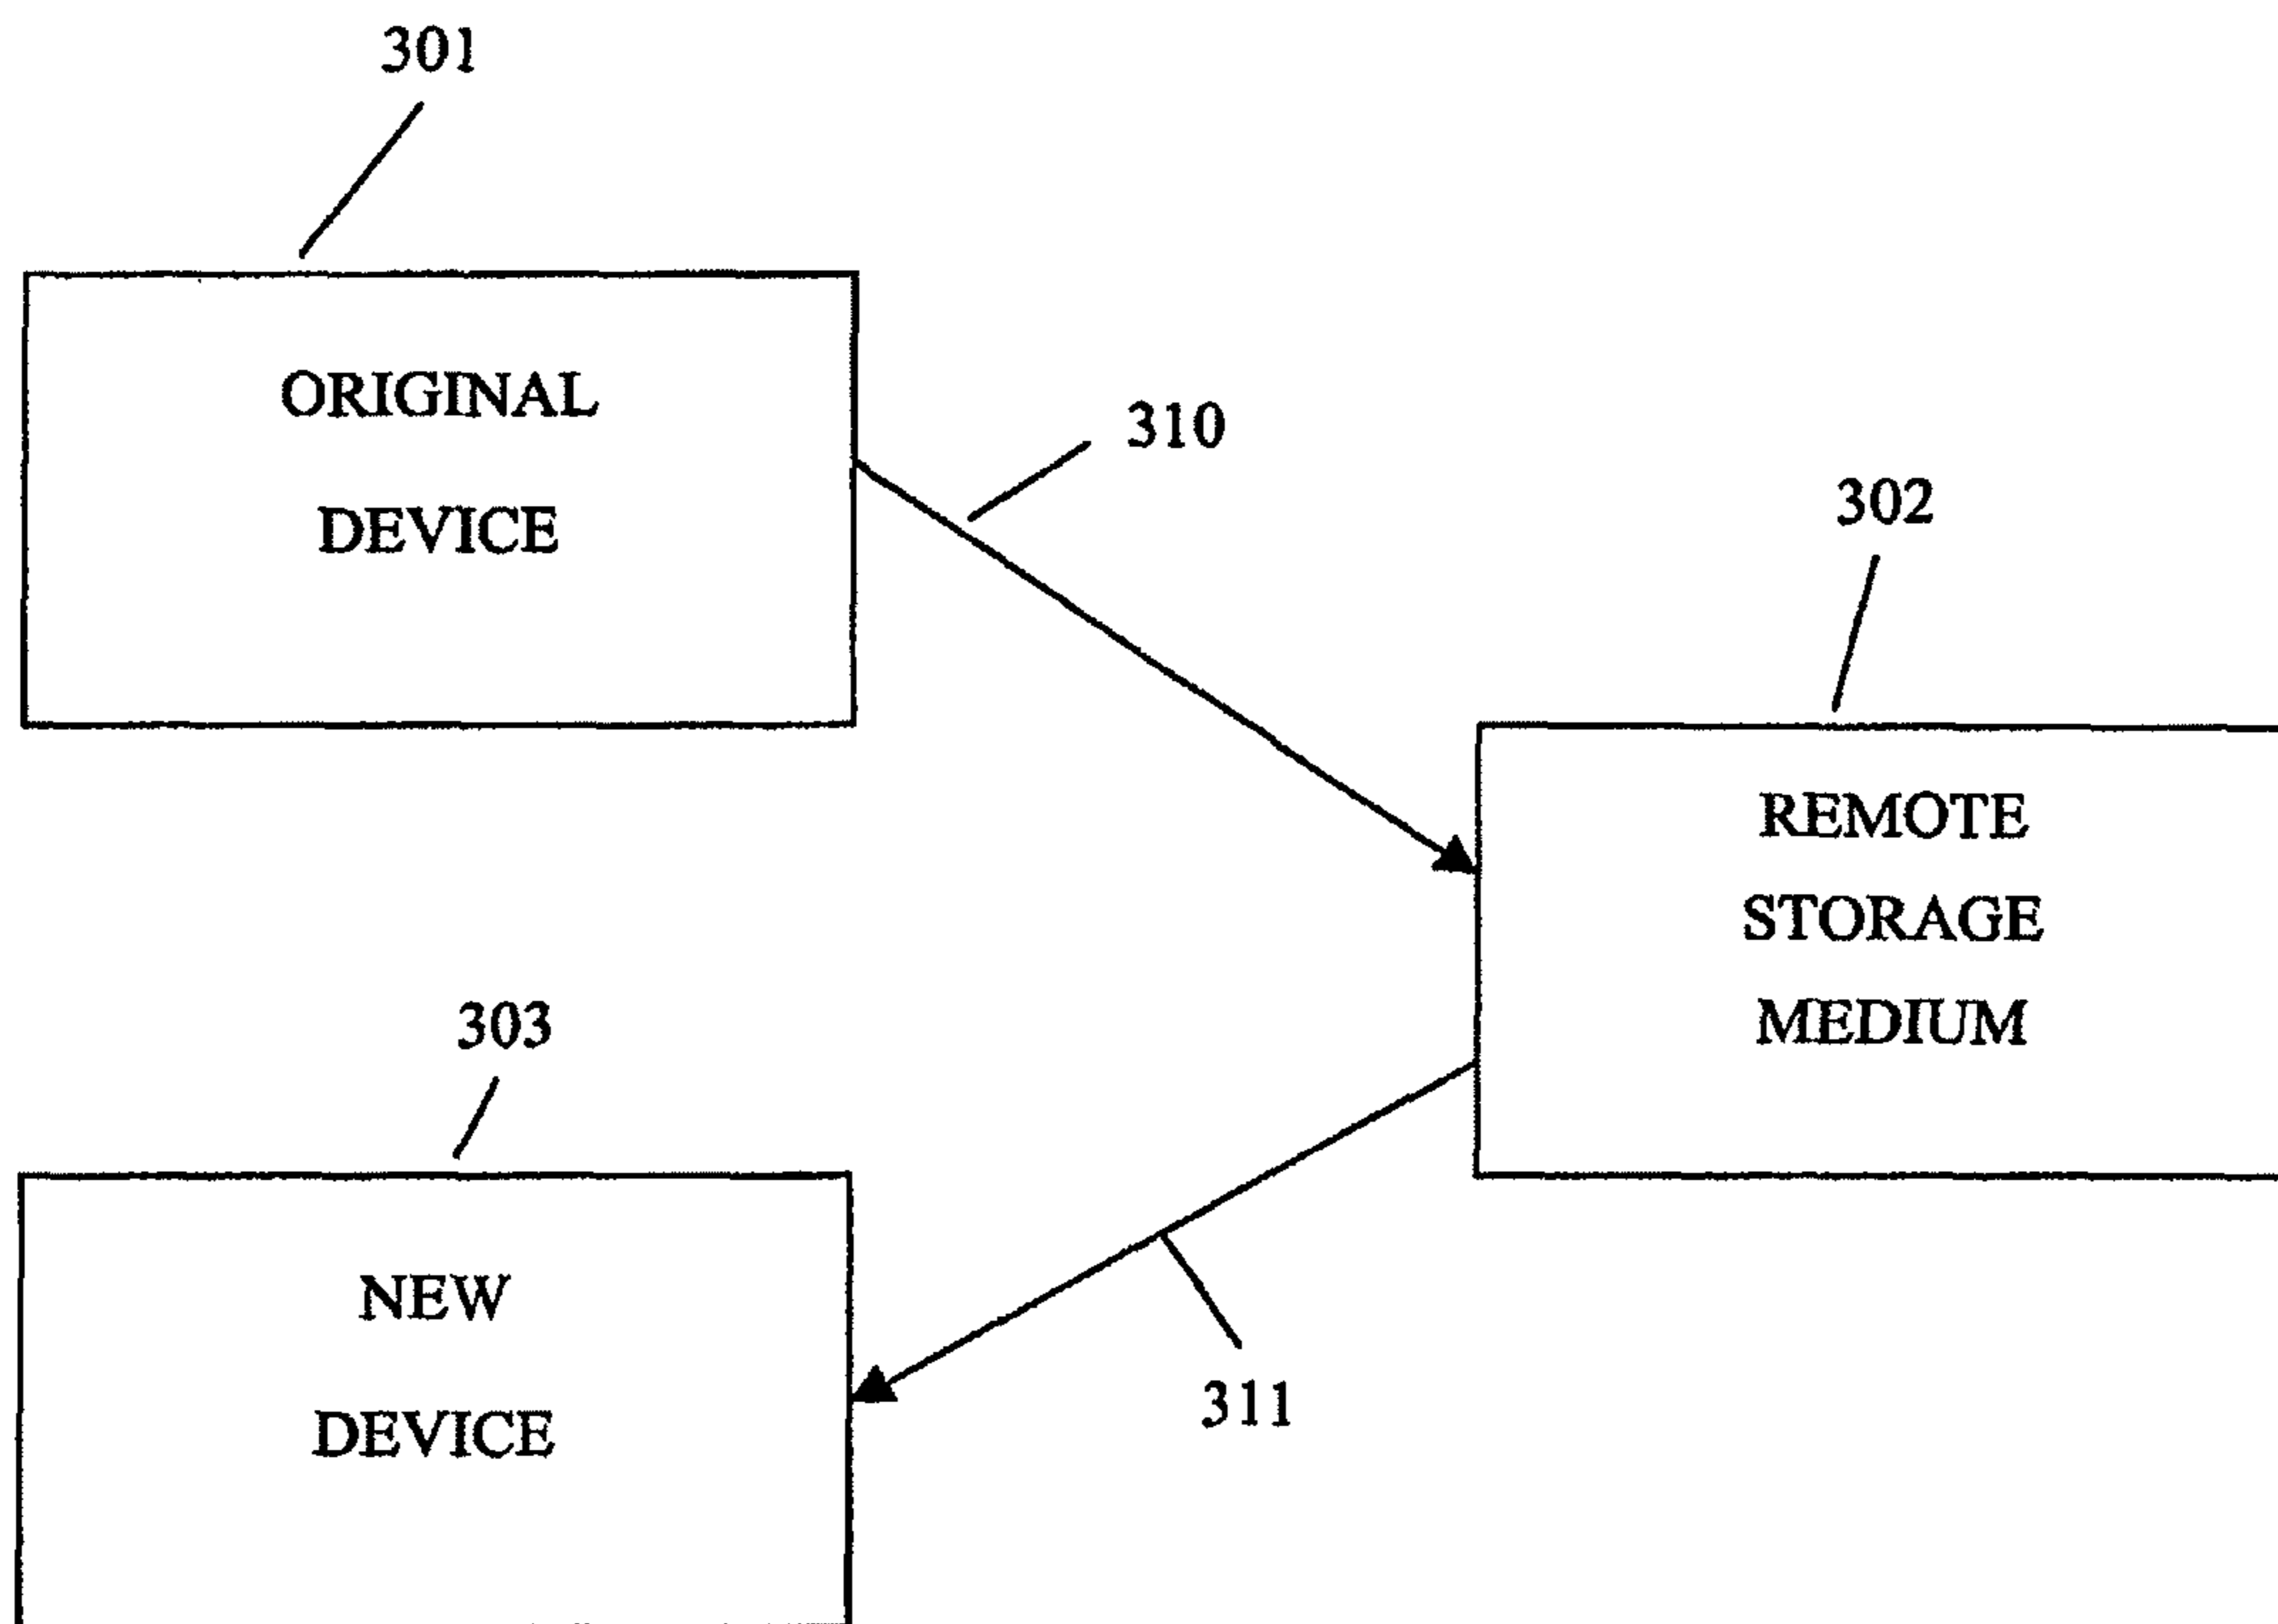 301
ORIGINAL
DEVICE
310
302
REMOTE
STORAGE
MEDIUM
303
NEW
DEVICE
311